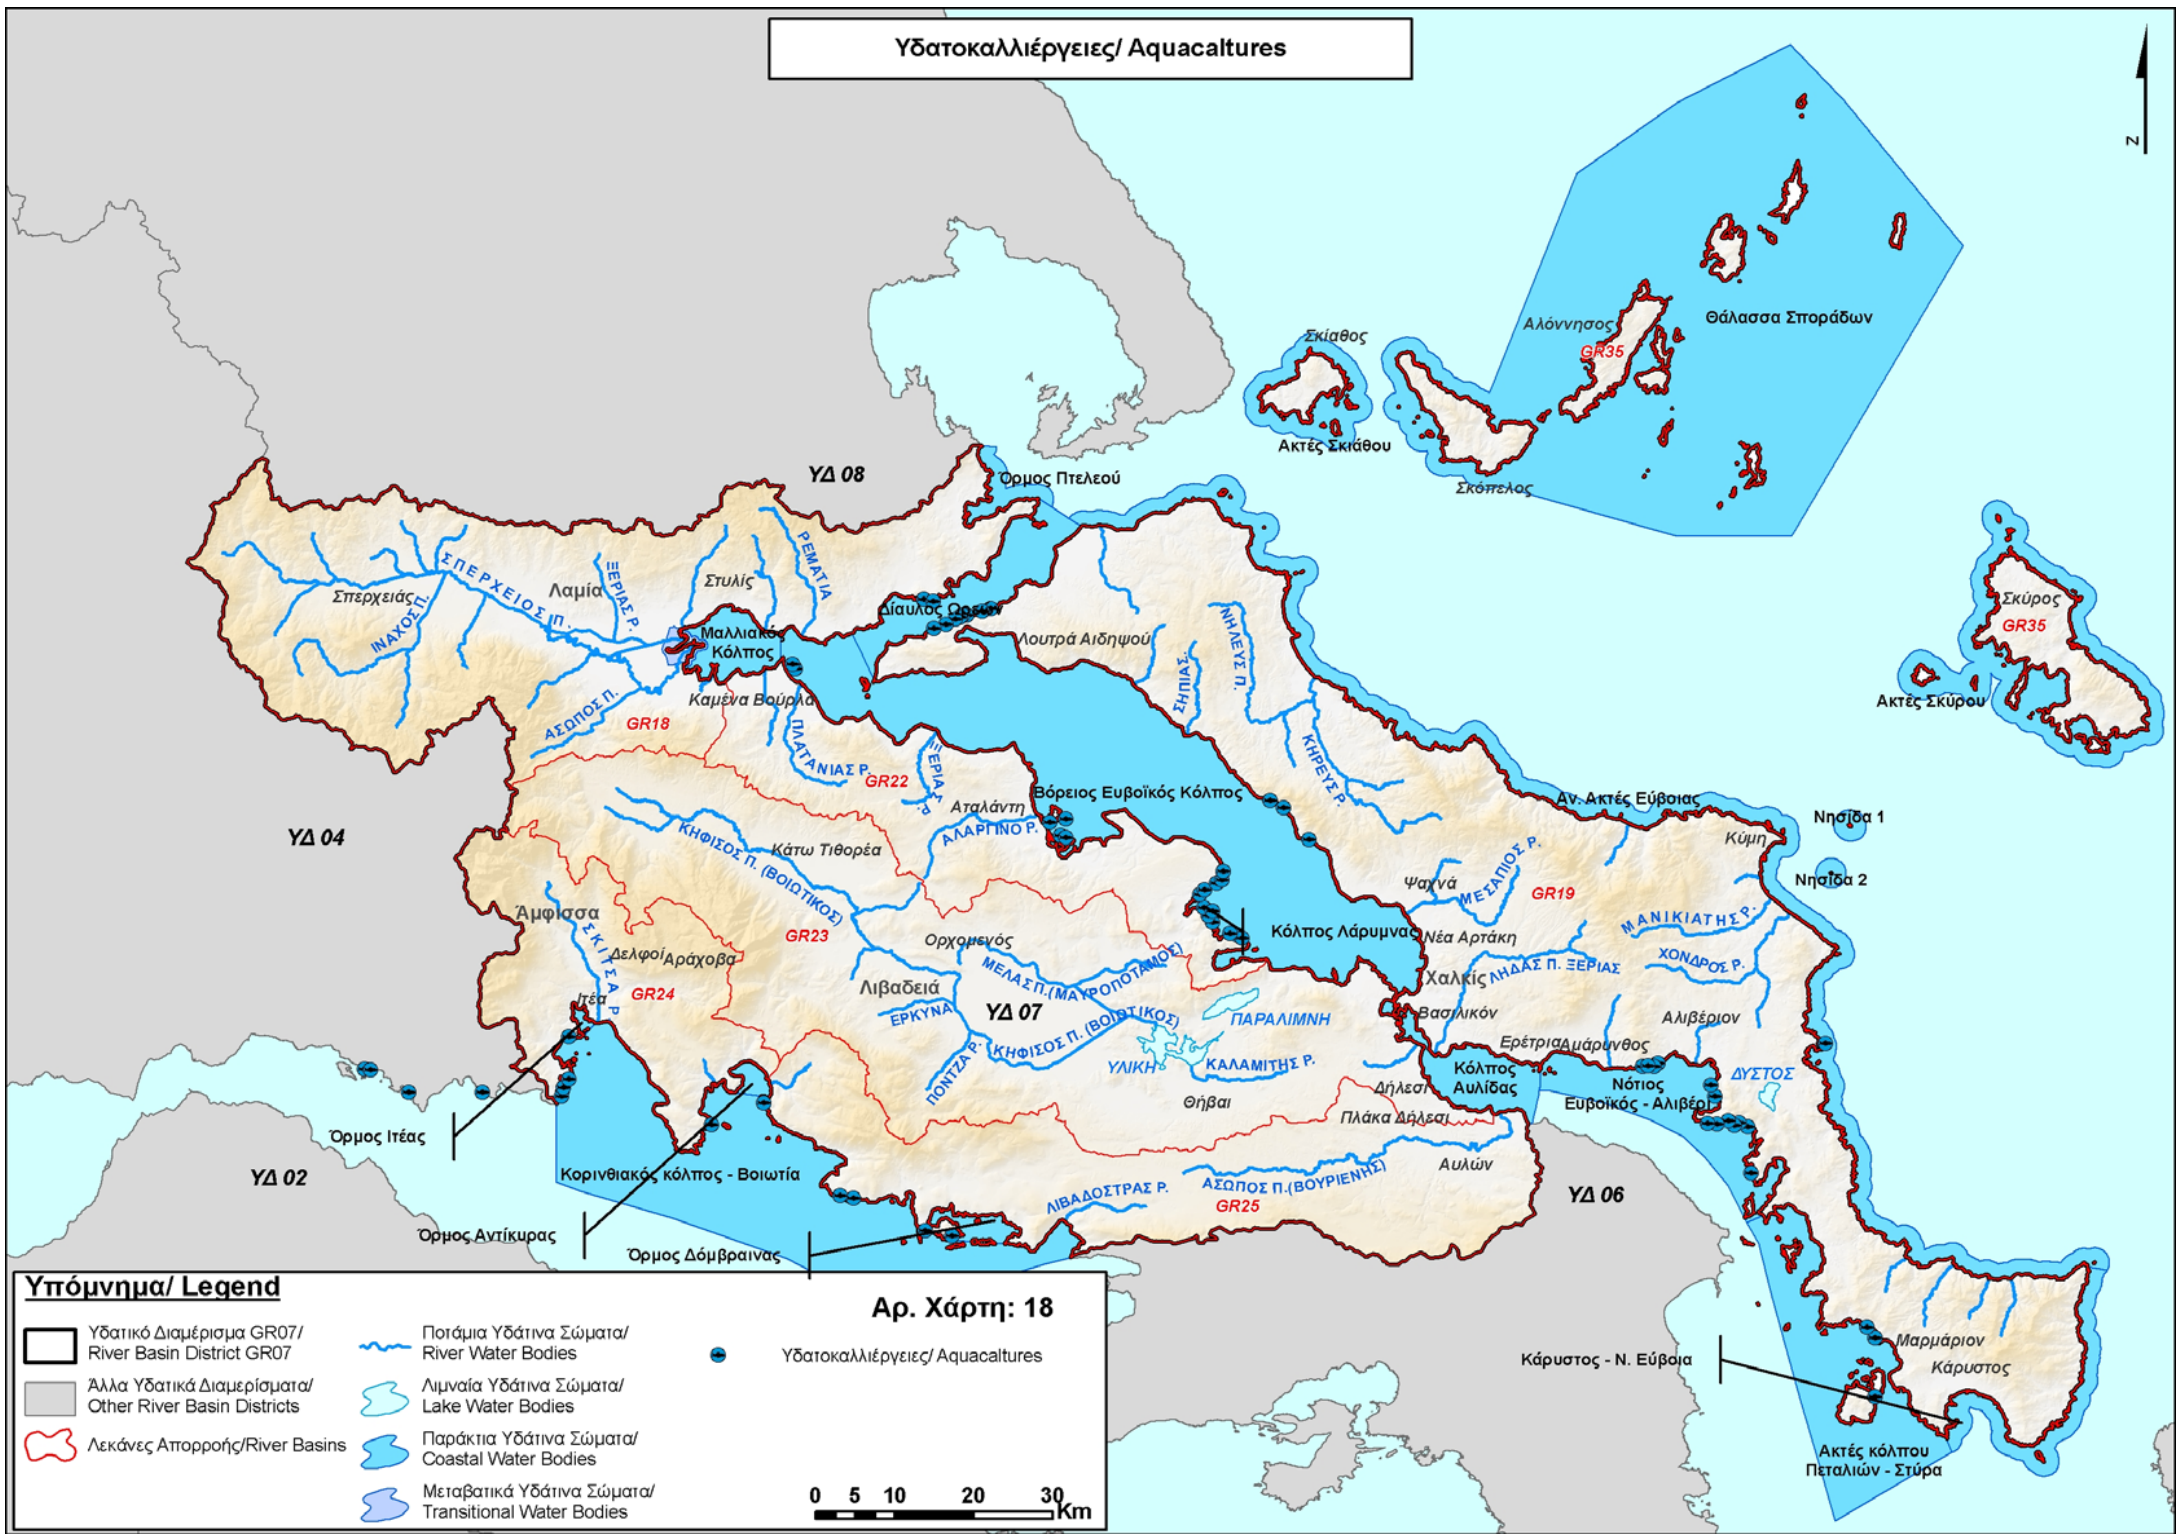 Υδατοκαλλιέργειες/ Aquacaltures
Z
Σκίαθος
Αλόννησος
GR35
Θάλασσα Σποράδων
Ακτές Σκιάθου
Σκόπελος
ΥΔ 08
Όρμος Πτελεού
ΡΕΜΑΤΙΑ
ΣΠΕΡΧΕΙΟΣ Π.
Λαμία
ΞΕΡΙΑΣ Ρ.
Στυλίς
Σπερχειάς
ΙΝΑΧΟΣ Π.
Δίαυλος Ωρεών
Μαλλιακός
Κόλπος
Λουτρά Αιδηψού
ΝΗΛΕΥΣ Π.
ΣΗΠΙΑΣ.
Σκύρος
GR35
Ακτές Σκύρου
Καμένα Βούρλα
ΑΣΩΠΟΣ Π.
GR18
ΠΛΑΤΑΝΙΑΣ Ρ.
GR22
ΞΕΡΙΑΣ Ρ.
ΚΗΡΕΥΣ Ρ.
Βόρειος Ευβοϊκός Κόλπος
Αν. Ακτές Εύβοιας
Αταλάντη
ΑΛΑΡΓΙΝΟ Ρ.
Νησίδα 1
Κύμη
Νησίδα 2
ΥΔ 04
ΚΗΦΙΣΟΣ Π. (ΒΟΙΩΤΙΚΟΣ)
Κάτω Τιθορέα
Ψαχνά
ΜΕΣΑΠΙΟΣ Ρ.
GR19
Άμφισσα
ΣΚΙΤΣΑ Ρ
Δελφοί
Αράχοβα
GR23
Ορχομενός
Κόλπος Λάρυμνας
Νέα Αρτάκη
ΜΑΝΙΚΙΑΤΗΣ Ρ.
ΜΕΛΑΣ Π.(ΜΑΥΡΟΠΟΤΑΜΟΣ)
Χαλκίς
ΛΗΔΑΣ Π. ΞΕΡΙΑΣ
ΧΟΝΔΡΟΣ Ρ.
GR24
Ιτέα
Λιβαδειά
ΕΡΚΥΝΑ
ΥΔ 07
ΠΑΡΑΛΙΜΝΗ
Βασιλικόν
Αλιβέριον
ΚΗΦΙΣΟΣ Π. (ΒΟΙΩΤΙΚΟΣ)
Ερέτρια
Αμάρυνθος
ΠΟΝΤΖΑ Ρ.
ΥΛΙΚΗ
ΚΑΛΑΜΙΤΗΣ Ρ.
Κόλπος
Αυλίδας
ΔΥΣΤΟΣ
Νότιος
Ευβοϊκός - Αλιβέρι
Δήλεσι
Θήβαι
Πλάκα Δήλεσι
Όρμος Ιτέας
Κορινθιακός κόλπος - Βοιωτία
Αυλών
ΥΔ 02
ΛΙΒΑΔΟΣΤΡΑΣ Ρ.
ΑΣΩΠΟΣ Π.(ΒΟΥΡΙΕΝΗΣ)
GR25
ΥΔ 06
Όρμος Αντίκυρας
Όρμος Δόμβραινας
Μαρμάριον
Κάρυστος
Κάρυστος - Ν. Εύβοια
Ακτές κόλπου
Πεταλιών - Στύρα
Υπόμνημα/ Legend
Αρ. Χάρτη: 18
Υδατικό Διαμέρισμα GR07/
River Basin District GR07
Άλλα Υδατικά Διαμερίσματα/
Other River Basin Districts
Λεκάνες Απορροής/River Basins
Ποτάμια Υδάτινα Σώματα/
River Water Bodies
Λιμναία Υδάτινα Σώματα/
Lake Water Bodies
Παράκτια Υδάτινα Σώματα/
Coastal Water Bodies
Μεταβατικά Υδάτινα Σώματα/
Transitional Water Bodies
Υδατοκαλλιέργειες/ Aquacaltures
0 5 10 20 30
Km